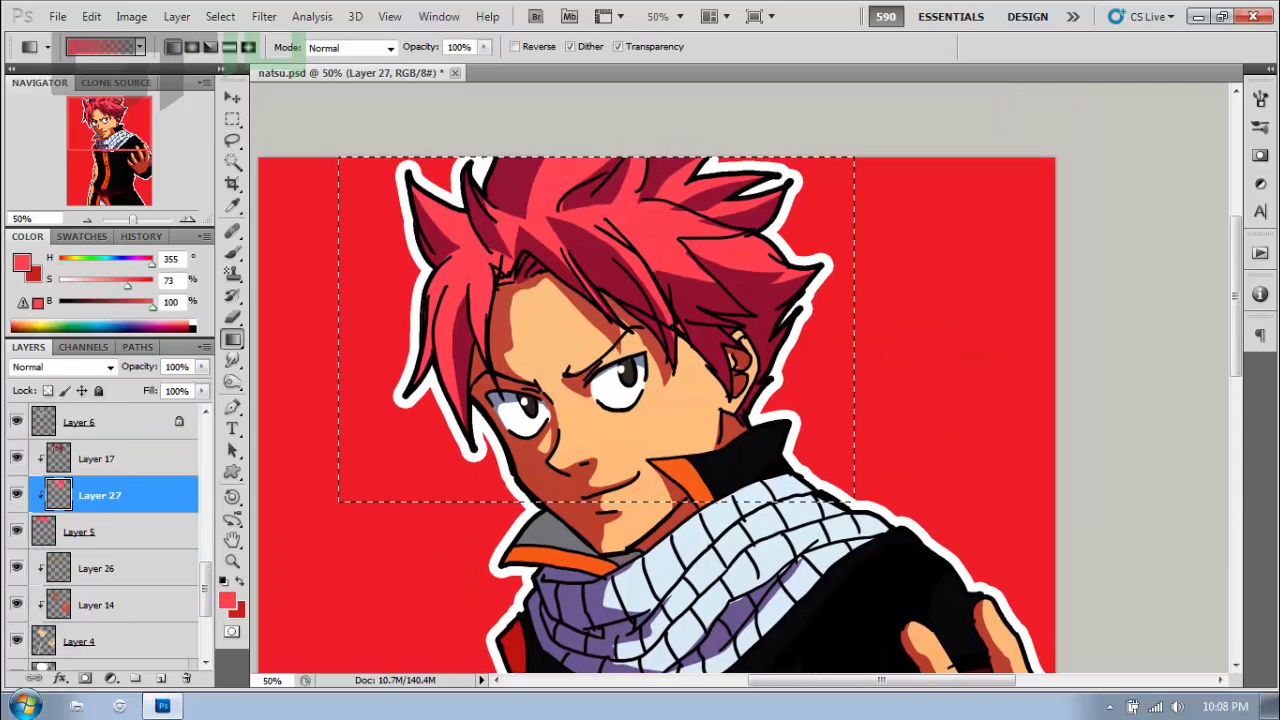 Ps File Edit Image Layer Select Filter Analysis 3D View Window Help Br Mb 50% 590 ESSENTIALS DESIGN CS Live
Mode: Normal Opacity: 100% Reverse Dither Transparency
NAVIGATOR CLONE SOURCE
natsu.psd @ 50% (Layer 27, RGB/8#) *
50%
COLOR SWATCHES HISTORY
H 355 °
S 73 %
B 100 %
LAYERS CHANNELS PATHS
Normal Opacity: 100%
Lock: Fill: 100%
Layer 6
Layer 17
Layer 27
Layer 5
Layer 26
Layer 14
Layer 4
50% Doc: 10.7M/140.4M
Ps 10:08 PM